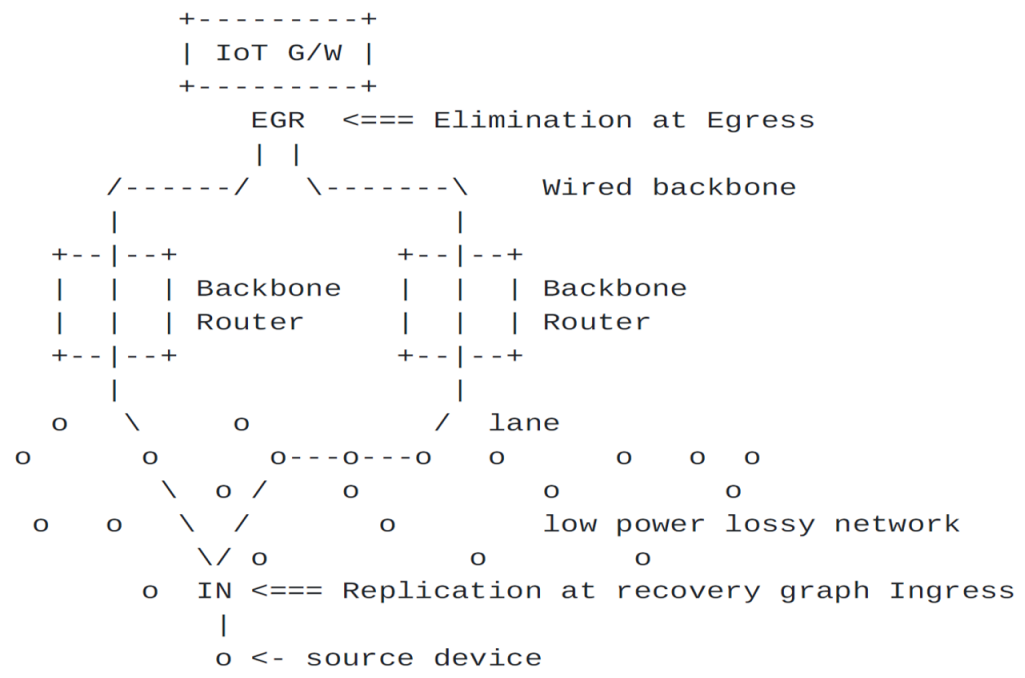 +---------+
| IoT G/W |
+---------+
EGR <=== Elimination at Egress
| |
/------/ \-------\ Wired backbone
| |
+--|--+ +--|--+
| | | Backbone | | | Backbone
| | | Router | | | Router
+--|--+ +--|--+
| |
o \ o / lane
o o o---o---o o o o o
\ o / o o o
o o \ / o low power lossy network
\/ o o o
o IN <=== Replication at recovery graph Ingress
|
o <- source device